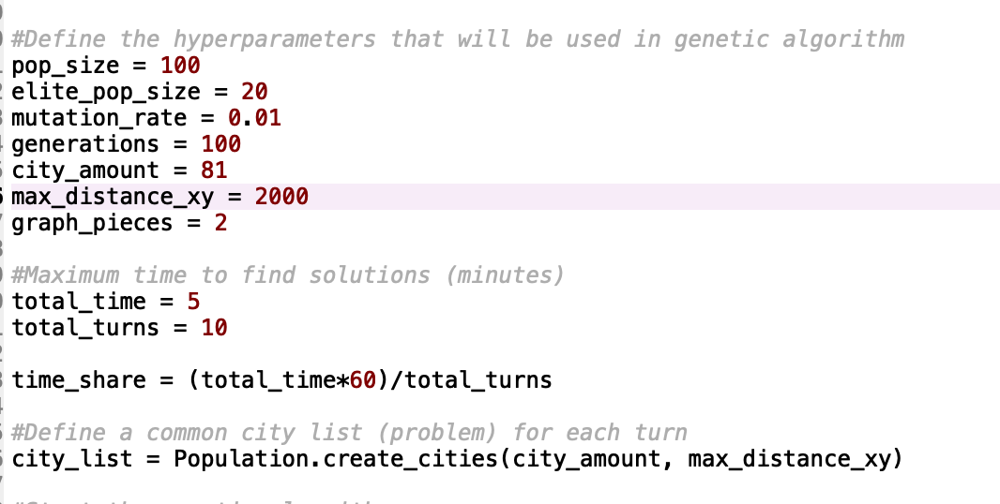 #Define the hyperparameters that will be used in genetic algorithm
pop_size = 100
elite_pop_size = 20
mutation_rate = 0.01
generations = 100
city_amount = 81
max_distance_xy = 2000
graph_pieces = 2
#Maximum time to find solutions (minutes)
total_time = 5
total_turns = 10
time_share = (total_time*60)/total_turns
#Define a common city list (problem) for each turn
city_list = Population.create_cities(city_amount, max_distance_xy)